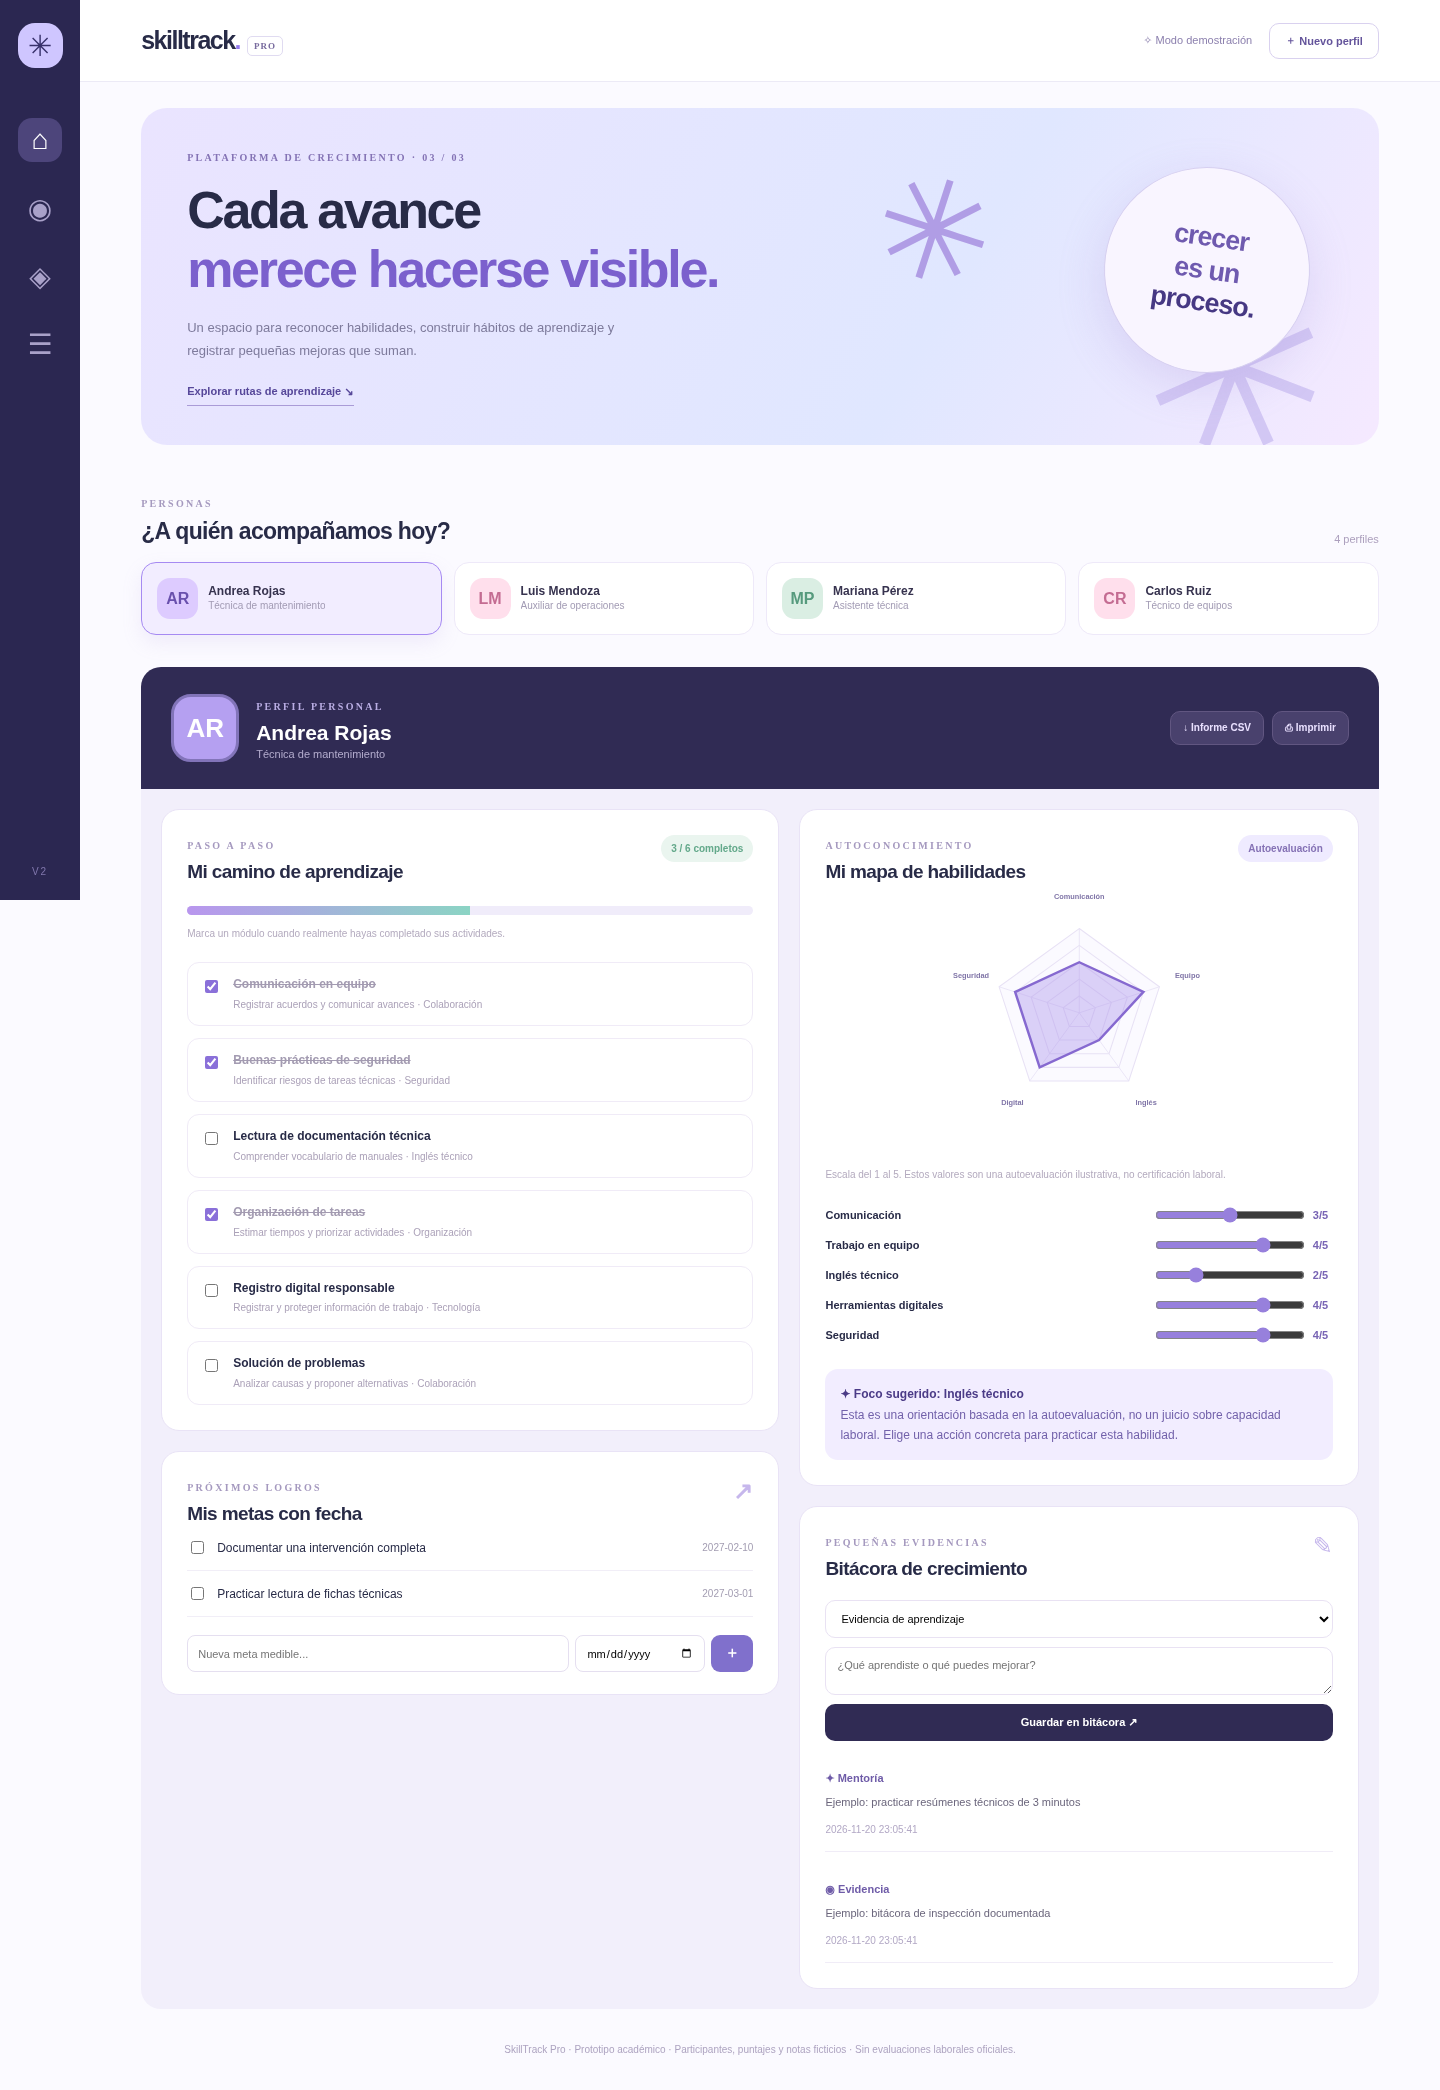 skilltrack. PRO
✧ Modo demostración
+ Nuevo perfil
PLATAFORMA DE CRECIMIENTO · 03 / 03
Cada avance
merece hacerse visible.
Un espacio para reconocer habilidades, construir hábitos de aprendizaje y
registrar pequeñas mejoras que suman.
Explorar rutas de aprendizaje ↘
crecer
es un
proceso.
PERSONAS
¿A quién acompañamos hoy?
4 perfiles
AR
Andrea Rojas
Técnica de mantenimiento
LM
Luis Mendoza
Auxiliar de operaciones
MP
Mariana Pérez
Asistente técnica
CR
Carlos Ruiz
Técnico de equipos
AR
PERFIL PERSONAL
Andrea Rojas
Técnica de mantenimiento
↓ Informe CSV
⎙ Imprimir
V2
PASO A PASO
Mi camino de aprendizaje
3 / 6 completos
Marca un módulo cuando realmente hayas completado sus actividades.
Comunicación en equipo
Registrar acuerdos y comunicar avances · Colaboración
Buenas prácticas de seguridad
Identificar riesgos de tareas técnicas · Seguridad
Lectura de documentación técnica
Comprender vocabulario de manuales · Inglés técnico
Organización de tareas
Estimar tiempos y priorizar actividades · Organización
Registro digital responsable
Registrar y proteger información de trabajo · Tecnología
Solución de problemas
Analizar causas y proponer alternativas · Colaboración
PRÓXIMOS LOGROS
Mis metas con fecha
↗
Documentar una intervención completa
2027-02-10
Practicar lectura de fichas técnicas
2027-03-01
Nueva meta medible...
mm/dd/yyyy
+
AUTOCONOCIMIENTO
Mi mapa de habilidades
Autoevaluación
Comunicación
Seguridad
Equipo
Digital
Inglés
Escala del 1 al 5. Estos valores son una autoevaluación ilustrativa, no certificación laboral.
Comunicación 3/5
Trabajo en equipo 4/5
Inglés técnico 2/5
Herramientas digitales 4/5
Seguridad 4/5
✦ Foco sugerido: Inglés técnico
Esta es una orientación basada en la autoevaluación, no un juicio sobre capacidad
laboral. Elige una acción concreta para practicar esta habilidad.
PEQUEÑAS EVIDENCIAS
Bitácora de crecimiento
✎
Evidencia de aprendizaje
¿Qué aprendiste o qué puedes mejorar?
Guardar en bitácora ↗
✦ Mentoría
Ejemplo: practicar resúmenes técnicos de 3 minutos
2026-11-20 23:05:41
◉ Evidencia
Ejemplo: bitácora de inspección documentada
2026-11-20 23:05:41
SkillTrack Pro · Prototipo académico · Participantes, puntajes y notas ficticios · Sin evaluaciones laborales oficiales.